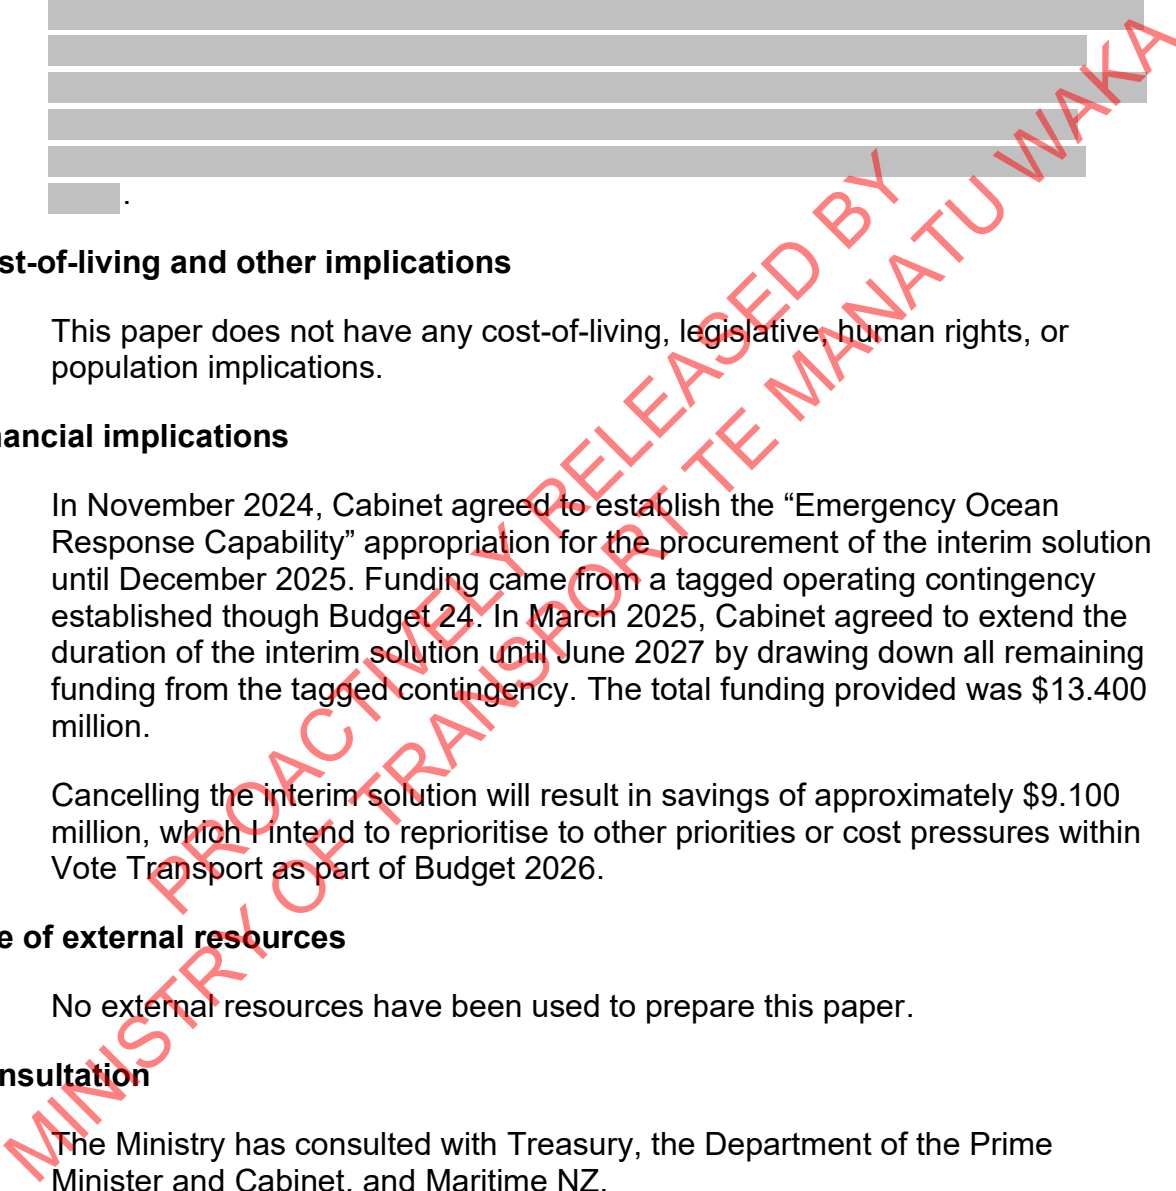 .
st-of-living and other implications
This paper does not have any cost-of-living, legislative, human rights, or
population implications.
nancial implications
In November 2024, Cabinet agreed to establish the “Emergency Ocean
Response Capability” appropriation for the procurement of the interim solution
until December 2025. Funding came from a tagged operating contingency
established though Budget 24. In March 2025, Cabinet agreed to extend the
duration of the interim solution until June 2027 by drawing down all remaining
funding from the tagged contingency. The total funding provided was $13.400
million.
Cancelling the interim solution will result in savings of approximately $9.100
million, which I intend to reprioritise to other priorities or cost pressures within
Vote Transport as part of Budget 2026.
e of external resources
No external resources have been used to prepare this paper.
nsultation
The Ministry has consulted with Treasury, the Department of the Prime
Minister and Cabinet, and Maritime NZ.
PROACTIVELY RELEASED BY
MINISTRY OF TRANSPORT TE MANATU WAKA